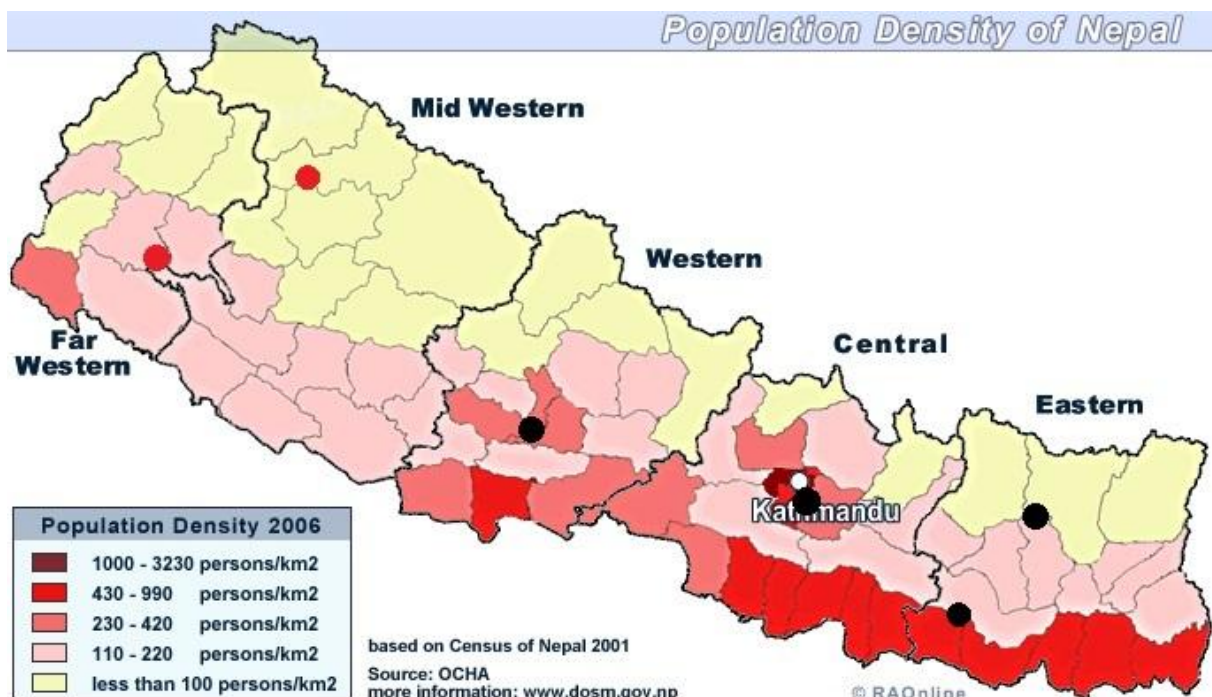 Population Density of Nepal
Mid Western
Western
Central
Eastern
Far
Western
Kathmandu
Population Density 2006
1000 - 3230 persons/km2
430 - 990 persons/km2
230 - 420 persons/km2
110 - 220 persons/km2
less than 100 persons/km2
based on Census of Nepal 2001
Source: OCHA
more information: www.dosm.gov.np
© RAOnline